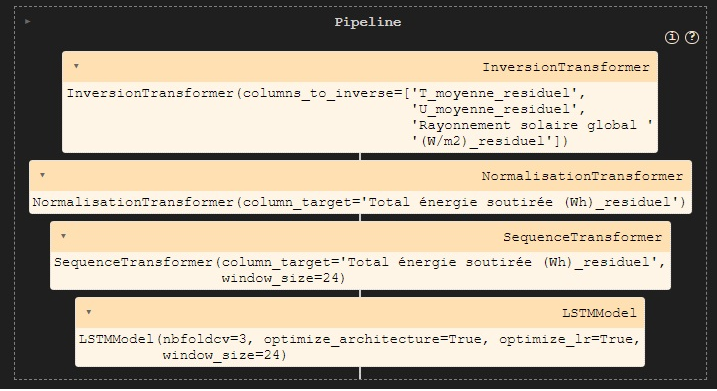 Pipeline
i ?
InversionTransformer
InversionTransformer(columns_to_inverse=['T_moyenne_residuel',
'U_moyenne_residuel',
'Rayonnement solaire global '
'(W/m2)_residuel'])
NormalisationTransformer
NormalisationTransformer(column_target='Total énergie soutirée (Wh)_residuel')
SequenceTransformer
SequenceTransformer(column_target='Total énergie soutirée (Wh)_residuel',
window_size=24)
LSTMModel
LSTMModel(nbfoldcv=3, optimize_architecture=True, optimize_lr=True,
window_size=24)